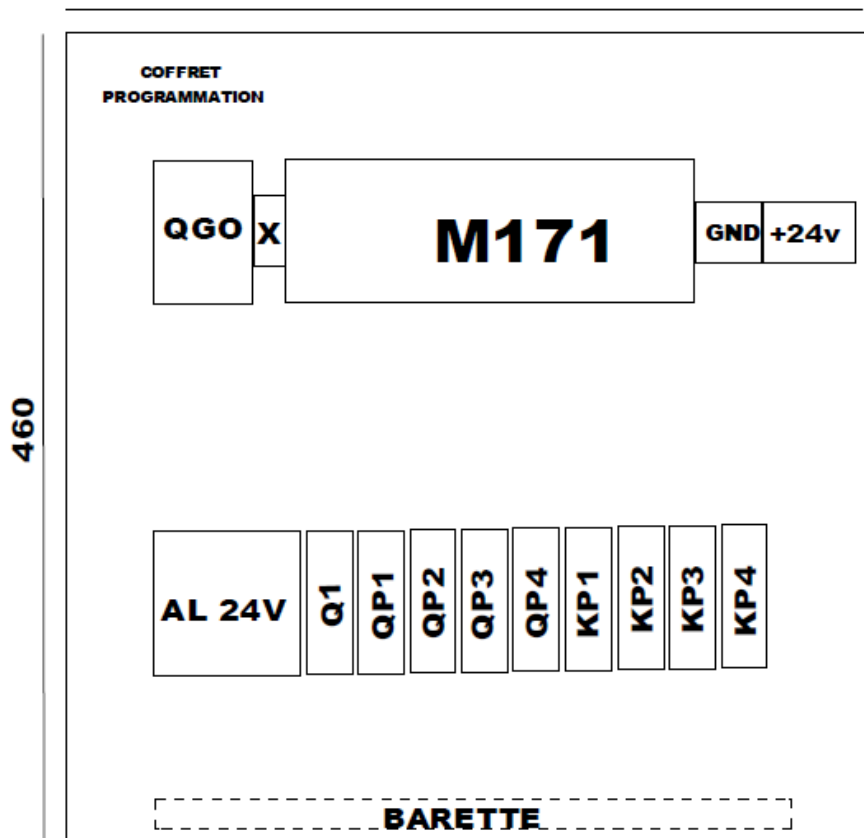 COFFRET
PROGRAMMATION
QGO X M171 GND +24v
460
AL 24V Q1 QP1 QP2 QP3 QP4 KP1 KP2 KP3 KP4
BARETTE